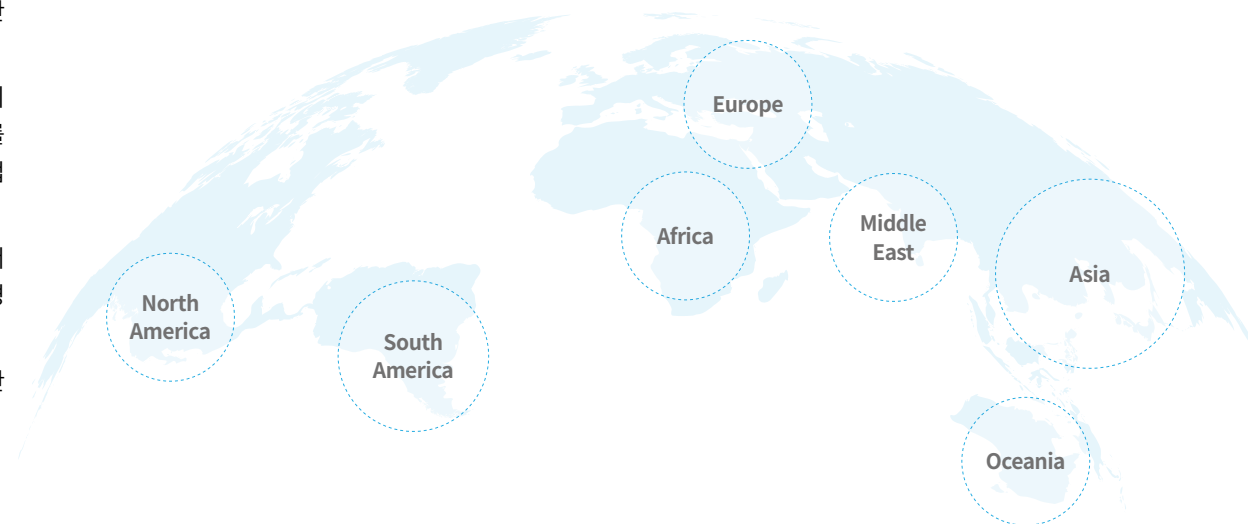 Europe
Africa
Middle
East
Asia
North
America
South
America
Oceania